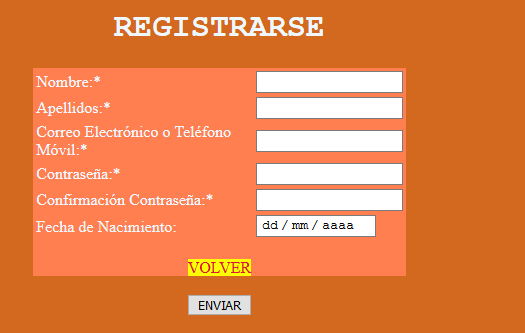 REGISTRARSE
Nombre:*
Apellidos:*
Correo Electrónico o Teléfono
Móvil:*
Contraseña:*
Confirmación Contraseña:*
Fecha de Nacimiento: dd / mm / aaaa
VOLVER
ENVIAR